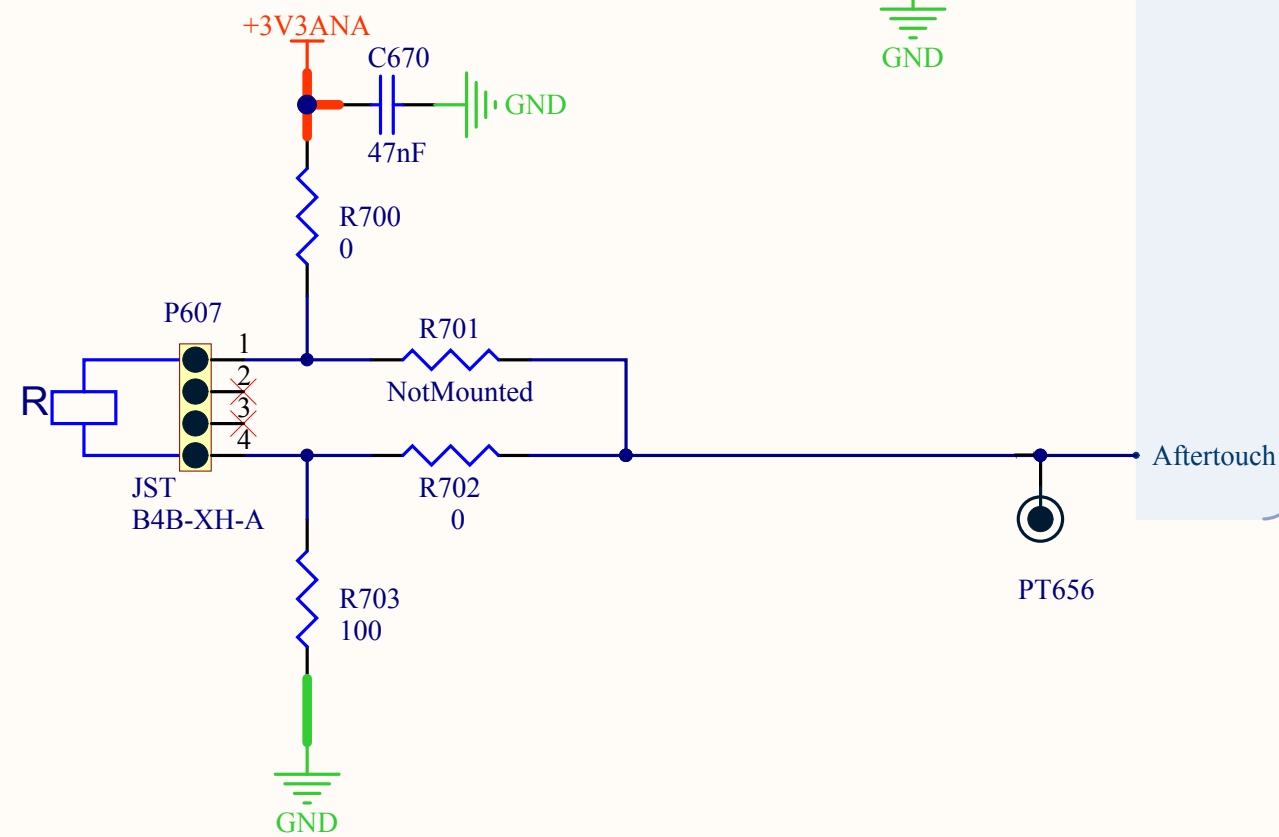 +3V3ANA
C670
GND
GND
47nF
R700
0
P607
1
R701
2
NotMounted
R
3
4
Aftertouch
JST
R702
B4B-XH-A
0
PT656
R703
100
GND